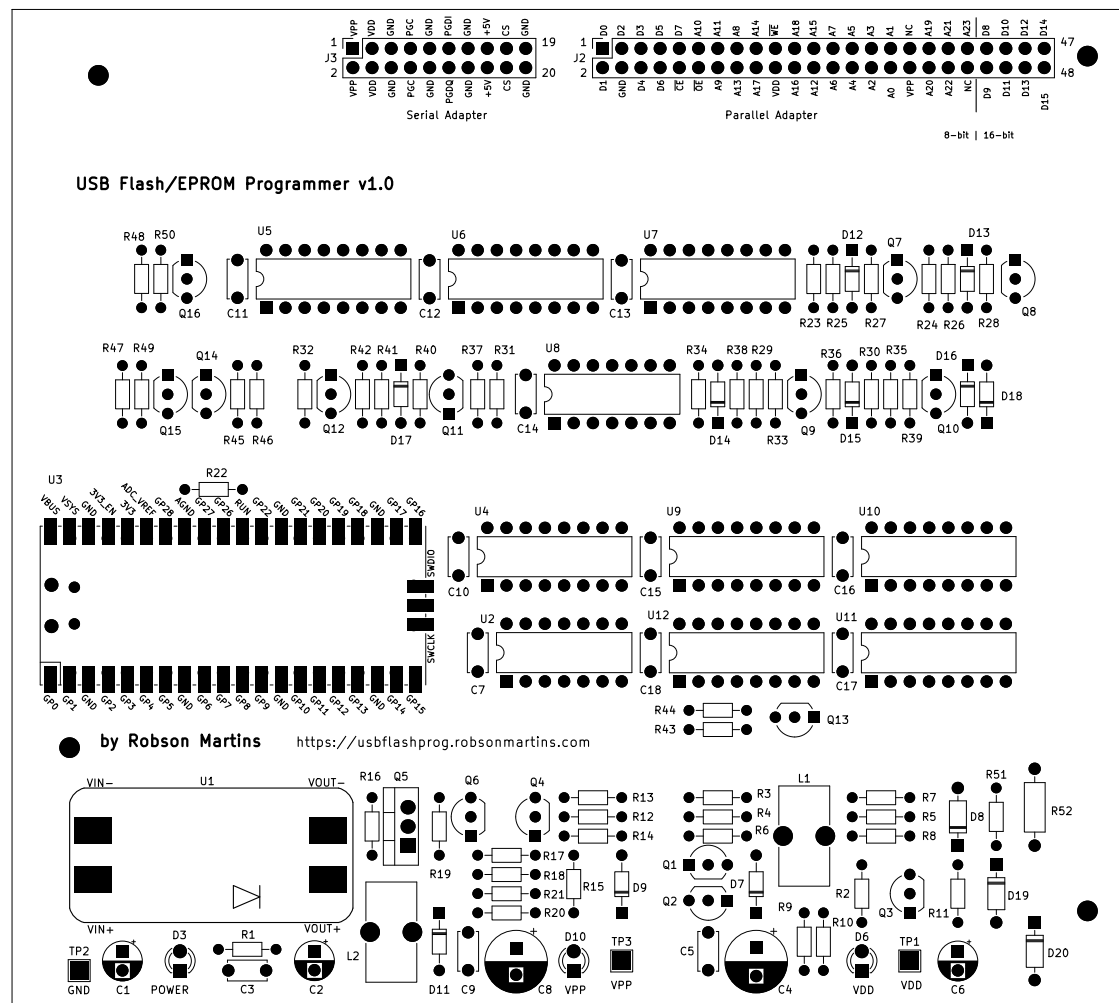 VPP VDD GND PGC GND PGDI GND +5V CS GND
1 19
J3
2 20
VPP VDD GND PGC GND PGDO GND +5V CS GND
Serial Adapter
D0 D2 D3 D5 D7 A10 A11 A8 A14 WE A18 A15 A7 A5 A3 A1 NC A19 A21 A23 D8 D10 D12 D14
1 47
J2
2 48
D1 GND D4 D6 CE OE A9 A13 A17 VDD A16 A12 A6 A4 A2 A0 VPP A20 A22 NC D9 D11 D13 D15
Parallel Adapter
8-bit | 16-bit
USB Flash/EPROM Programmer v1.0
R48 R50 U5 U6 U7 D12 Q7 D13
Q16 C11 C12 C13 R23 R25 R27 R24 R26 R28 Q8
R47 R49 Q14 R32 R42 R41 R40 R37 R31 U8 R34 R38 R29 R36 R30 R35 D16
D18
Q15 R45 R46 Q12 D17 Q11 C14 D14 R33 Q9 D15 R39 Q10
U3 R22
VBUS VSYS GND 3V3_EN 3V3 ADC_VREF GP28 AGND GP27 GP26 RUN GP22 GND GP21 GP20 GP19 GP18 GND GP17 GP16
SWDIO
SWCLK
GP0 GP1 GND GP2 GP3 GP4 GP5 GND GP6 GP7 GP8 GP9 GND GP10 GP11 GP12 GP13 GND GP14 GP15
U4 U9 U10
C10 C15 C16
U2 U12 U11
C7 C18 C17
R44
R43
Q13
by Robson Martins https://usbflashprog.robsonmartins.com
VIN- U1 VOUT-
VIN+ VOUT+
R16 Q5 Q6 Q4
R19
R13
R12
R14
R3
R4
R6
L1
R7
R5
R8
D8 R51 R52
R17
R18
R21
R20
R15 D9
Q1
Q2
D7
R2 Q3 R11 D19
R9 R10
D20
TP2
GND
C1
D3
POWER
R1
C3
C2
L2
D11 C9 C8
D10
VPP
TP3
VPP
C5 C4
D6
VDD
TP1
VDD
C6